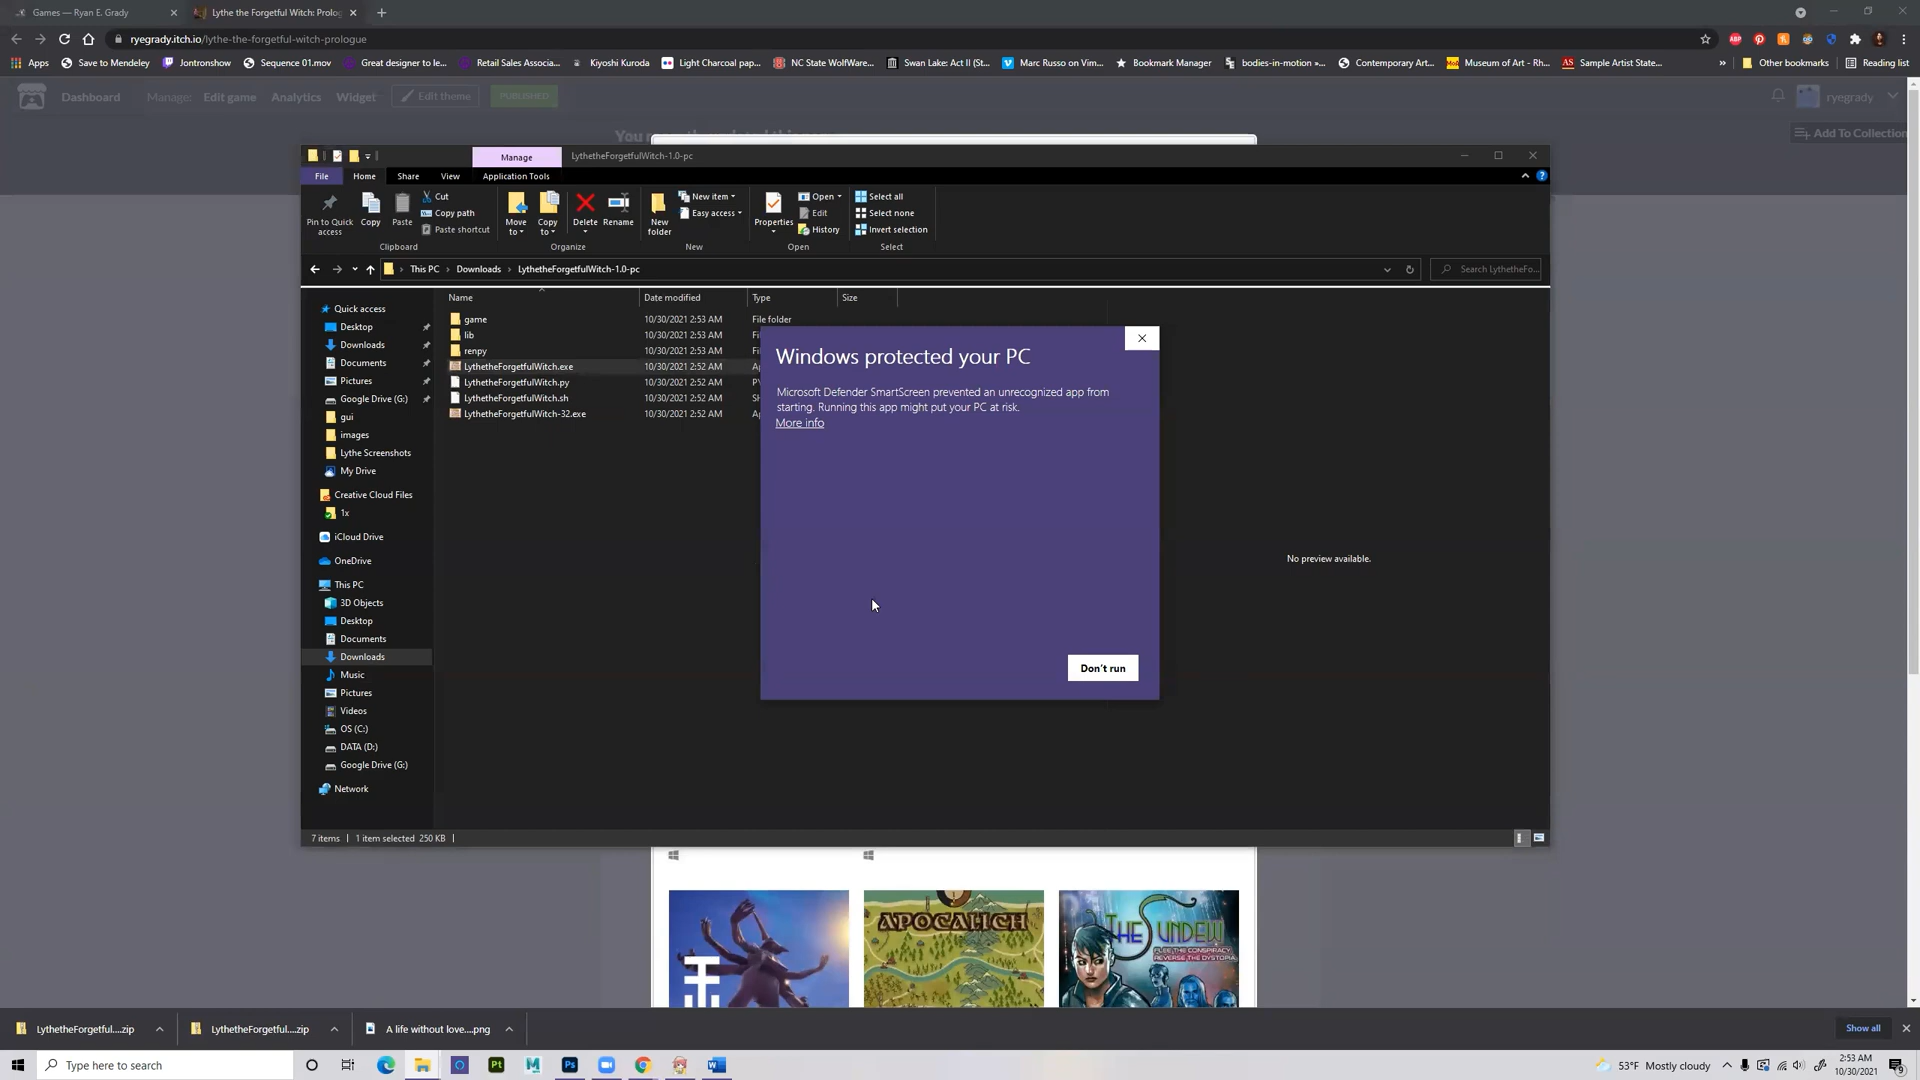 Games — Ryan E. Grady
Lythe the Forgetful Witch: Prolog
ryegrady.itch.io/lythe-the-forgetful-witch-prologue
Apps
Save to Mendeley
Jontronshow
Sequence 01.mov
Great designer to le...
Retail Sales Associa...
Kiyoshi Kuroda
Light Charcoal pap...
NC State WolfWare...
Swan Lake: Act II (St...
Marc Russo on Vim...
Bookmark Manager
bodies-in-motion »...
Contemporary Art...
Museum of Art - Rh...
Sample Artist State...
»
Other bookmarks
Reading list
Dashboard
Manage:
Edit game
Analytics
Widget
Edit theme
PUBLISHED
ryegrady
Add To Collection
Manage
LythetheForgetfulWitch-1.0-pc
File
Home
Share
View
Application Tools
Pin to Quick
access
Copy
Paste
Cut
Copy path
Paste shortcut
Clipboard
Move
to
Copy
to
Delete
Rename
Organize
New
folder
New item
Easy access
New
Properties
Open
Edit
History
Open
Select all
Select none
Invert selection
Select
This PC
Downloads
LythetheForgetfulWitch-1.0-pc
Search LythetheFo...
Name
Date modified
Type
Size
game 10/30/2021 2:53 AM File folder
lib 10/30/2021 2:53 AM
renpy 10/30/2021 2:53 AM
LythetheForgetfulWitch.exe 10/30/2021 2:52 AM
LythetheForgetfulWitch.py 10/30/2021 2:52 AM
LythetheForgetfulWitch.sh 10/30/2021 2:52 AM
LythetheForgetfulWitch-32.exe 10/30/2021 2:52 AM
Quick access
Desktop
Downloads
Documents
Pictures
Google Drive (G:)
gui
images
Lythe Screenshots
My Drive
Creative Cloud Files
1x
iCloud Drive
OneDrive
This PC
3D Objects
Desktop
Documents
Downloads
Music
Pictures
Videos
OS (C:)
DATA (D:)
Google Drive (G:)
Network
Windows protected your PC
Microsoft Defender SmartScreen prevented an unrecognized app from
starting. Running this app might put your PC at risk.
More info
Don't run
No preview available.
7 items
1 item selected 250 KB
APOCALICH
THE SUNDEW
FLEE THE CONSPIRACY
REVERSE THE DYSTOPIA
LythetheForgetful....zip
LythetheForgetful....zip
A life without love....png
Show all
Type here to search
53°F Mostly cloudy
2:53 AM
10/30/2021